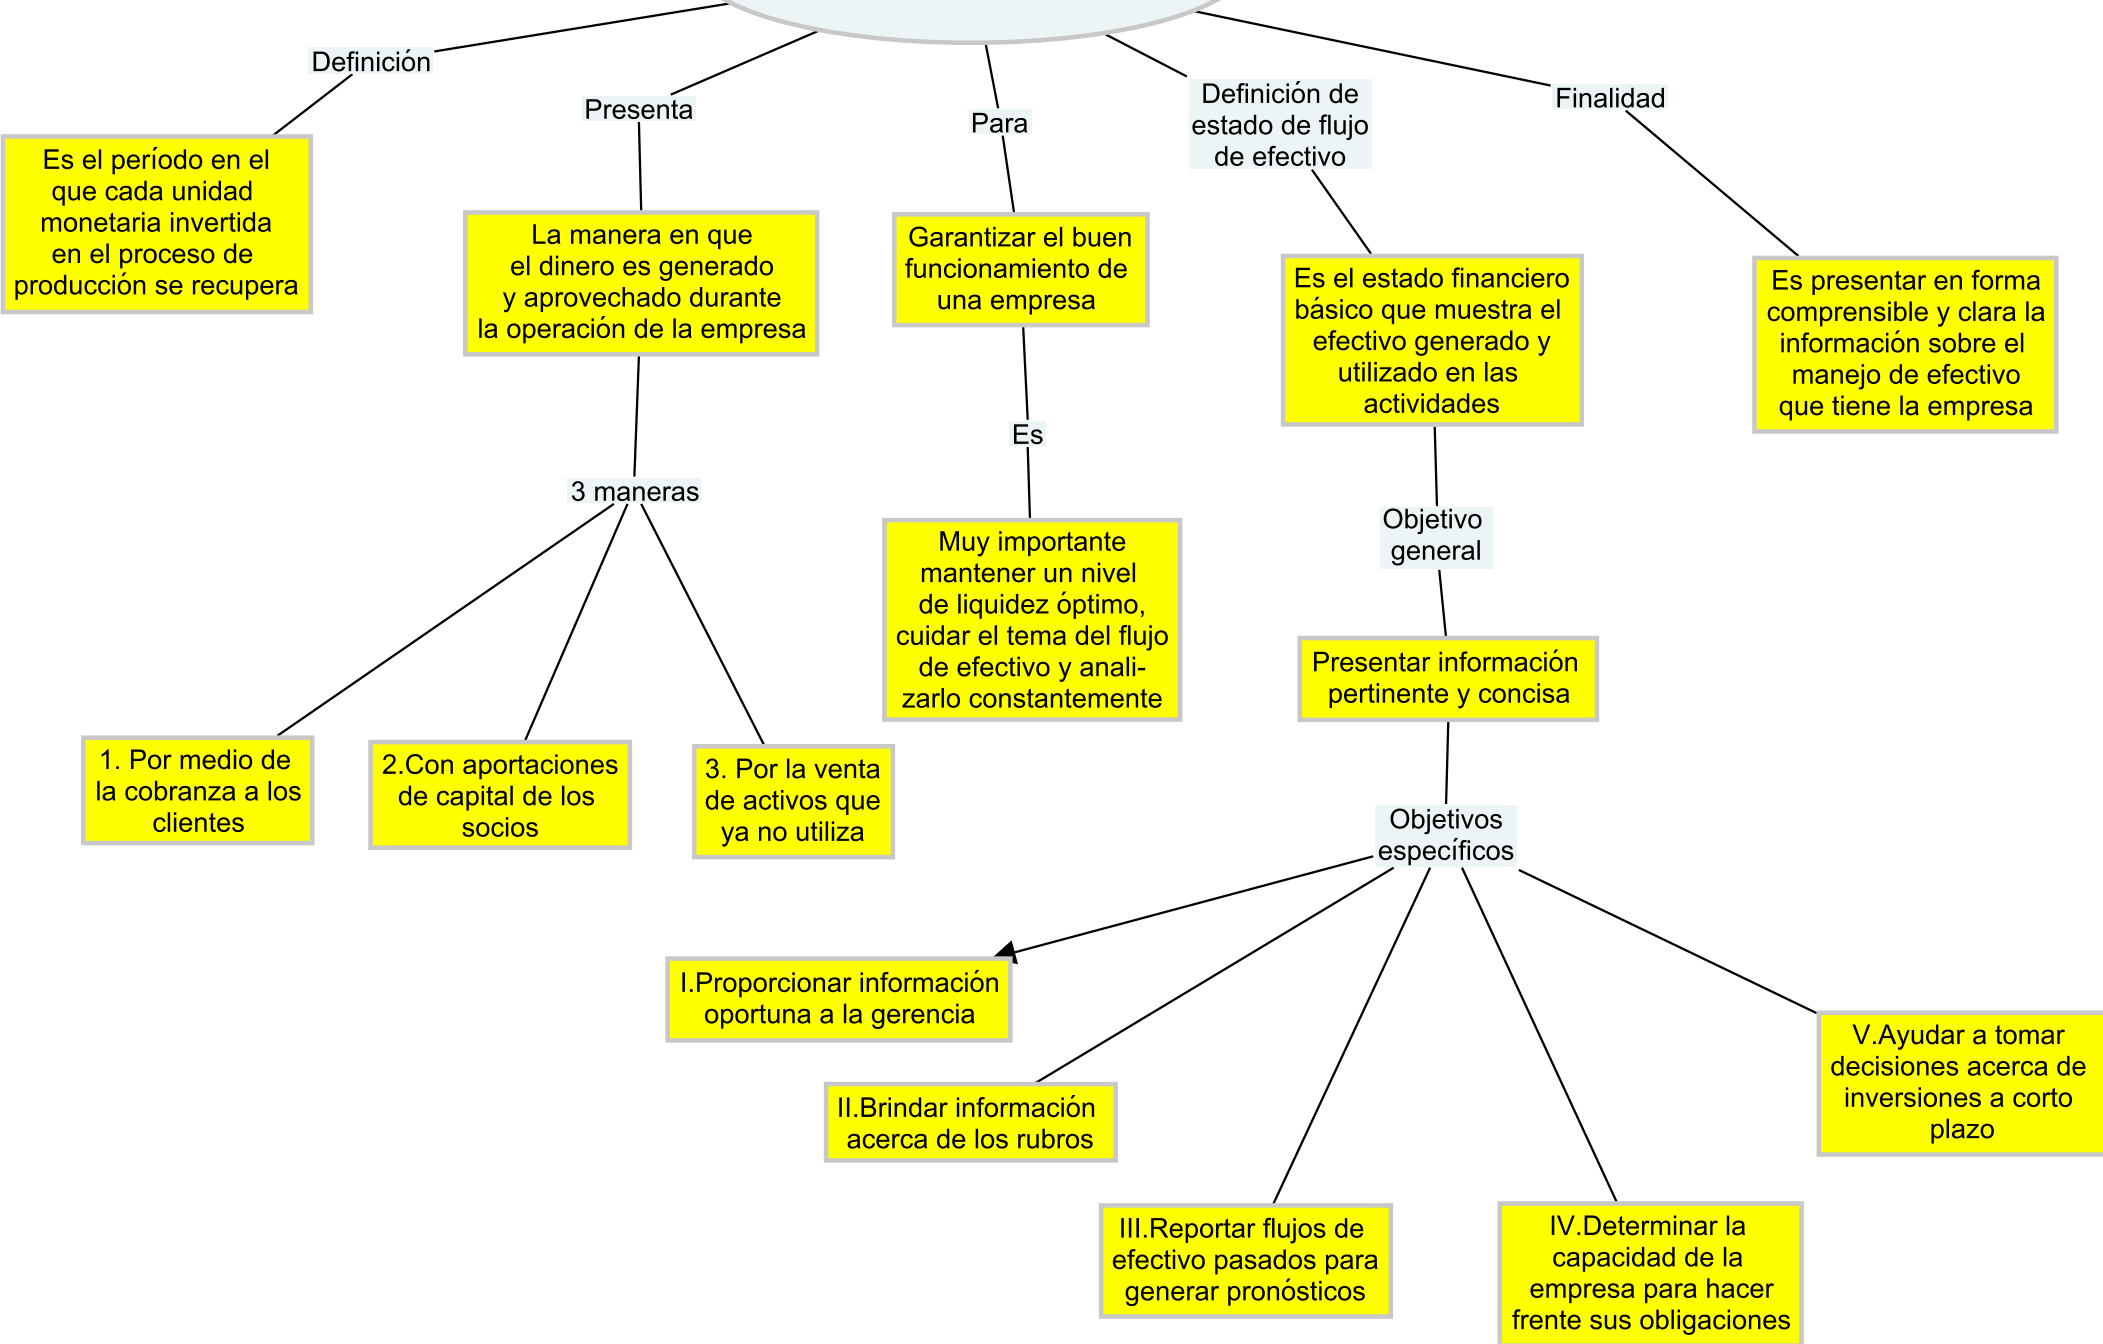 Definición
Es el período en el
que cada unidad
monetaria invertida
en el proceso de
producción se recupera
Presenta
La manera en que
el dinero es generado
y aprovechado durante
la operación de la empresa
3 maneras
1. Por medio de
la cobranza a los
clientes
2.Con aportaciones
de capital de los
socios
3. Por la venta
de activos que
ya no utiliza
Para
Garantizar el buen
funcionamiento de
una empresa
Es
Muy importante
mantener un nivel
de liquidez óptimo,
cuidar el tema del flujo
de efectivo y anali-
zarlo constantemente
Definición de
estado de flujo
de efectivo
Es el estado financiero
básico que muestra el
efectivo generado y
utilizado en las
actividades
Objetivo
general
Presentar información
pertinente y concisa
Objetivos
específicos
I.Proporcionar información
oportuna a la gerencia
II.Brindar información
acerca de los rubros
III.Reportar flujos de
efectivo pasados para
generar pronósticos
IV.Determinar la
capacidad de la
empresa para hacer
frente sus obligaciones
V.Ayudar a tomar
decisiones acerca de
inversiones a corto
plazo
Finalidad
Es presentar en forma
comprensible y clara la
información sobre el
manejo de efectivo
que tiene la empresa